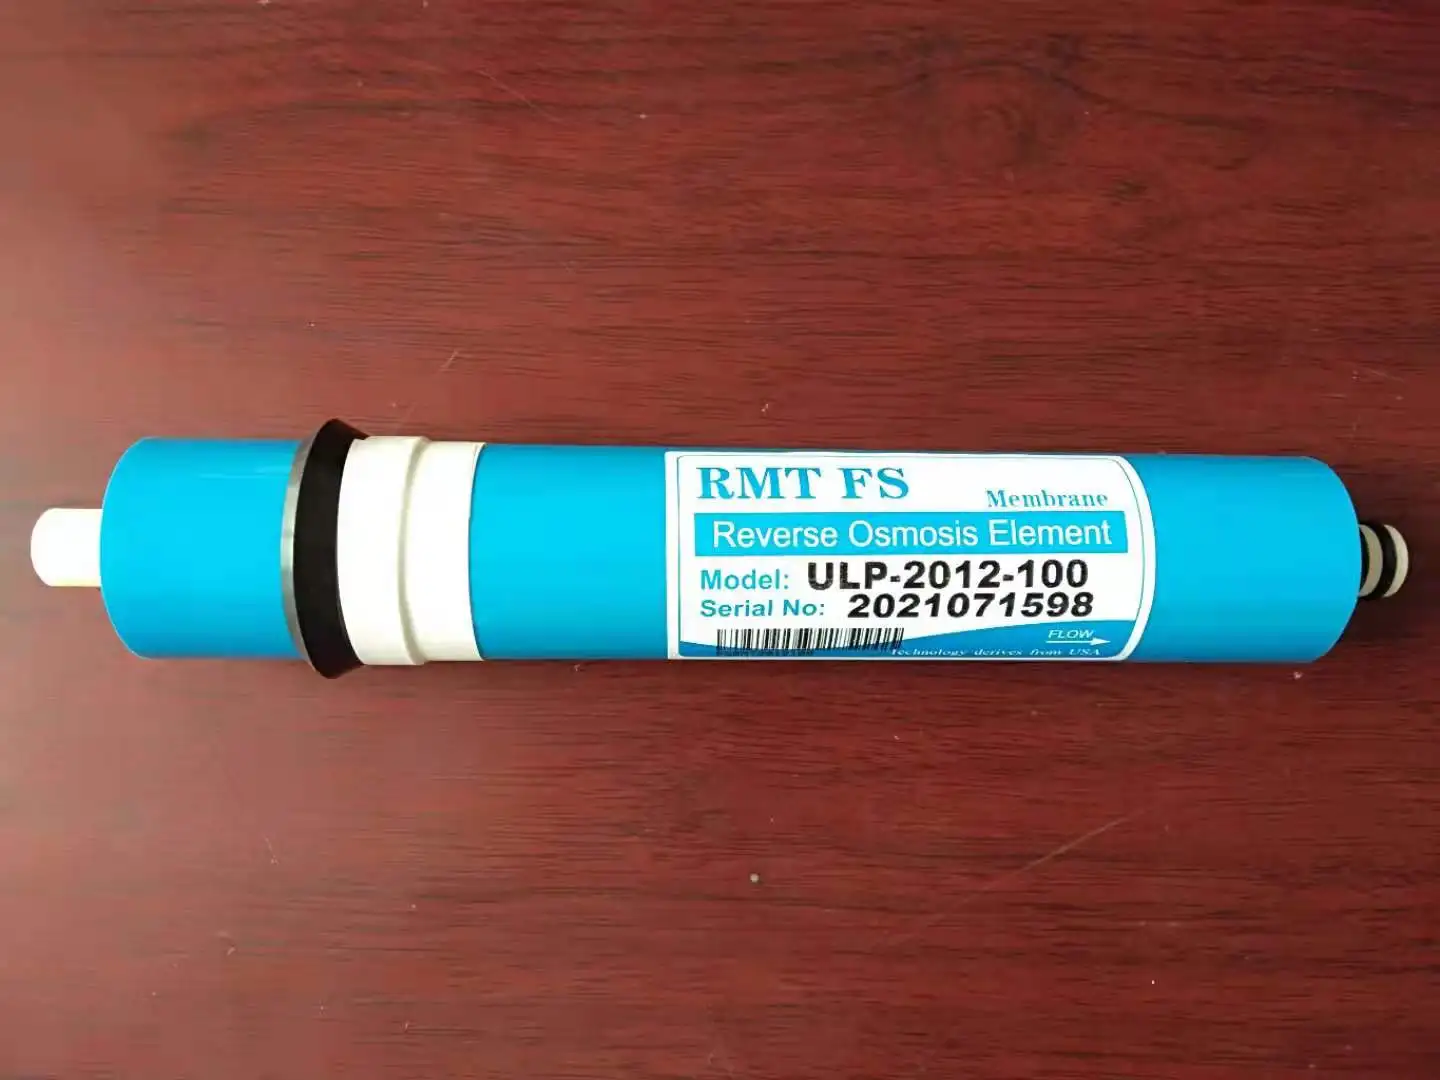 RMT FS
Membrane
Reverse Osmosis Element
Model: ULP-2012-100
Serial No: 2021071598
FLOW
Technology derives from USA